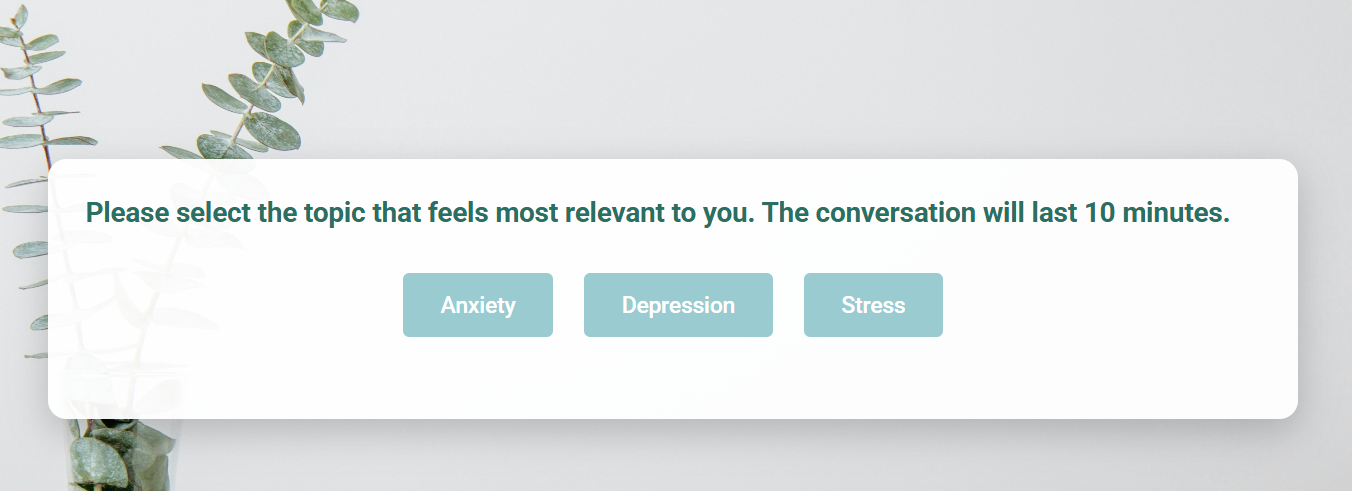 Please select the topic that feels most relevant to you. The conversation will last 10 minutes.
Anxiety
Depression
Stress